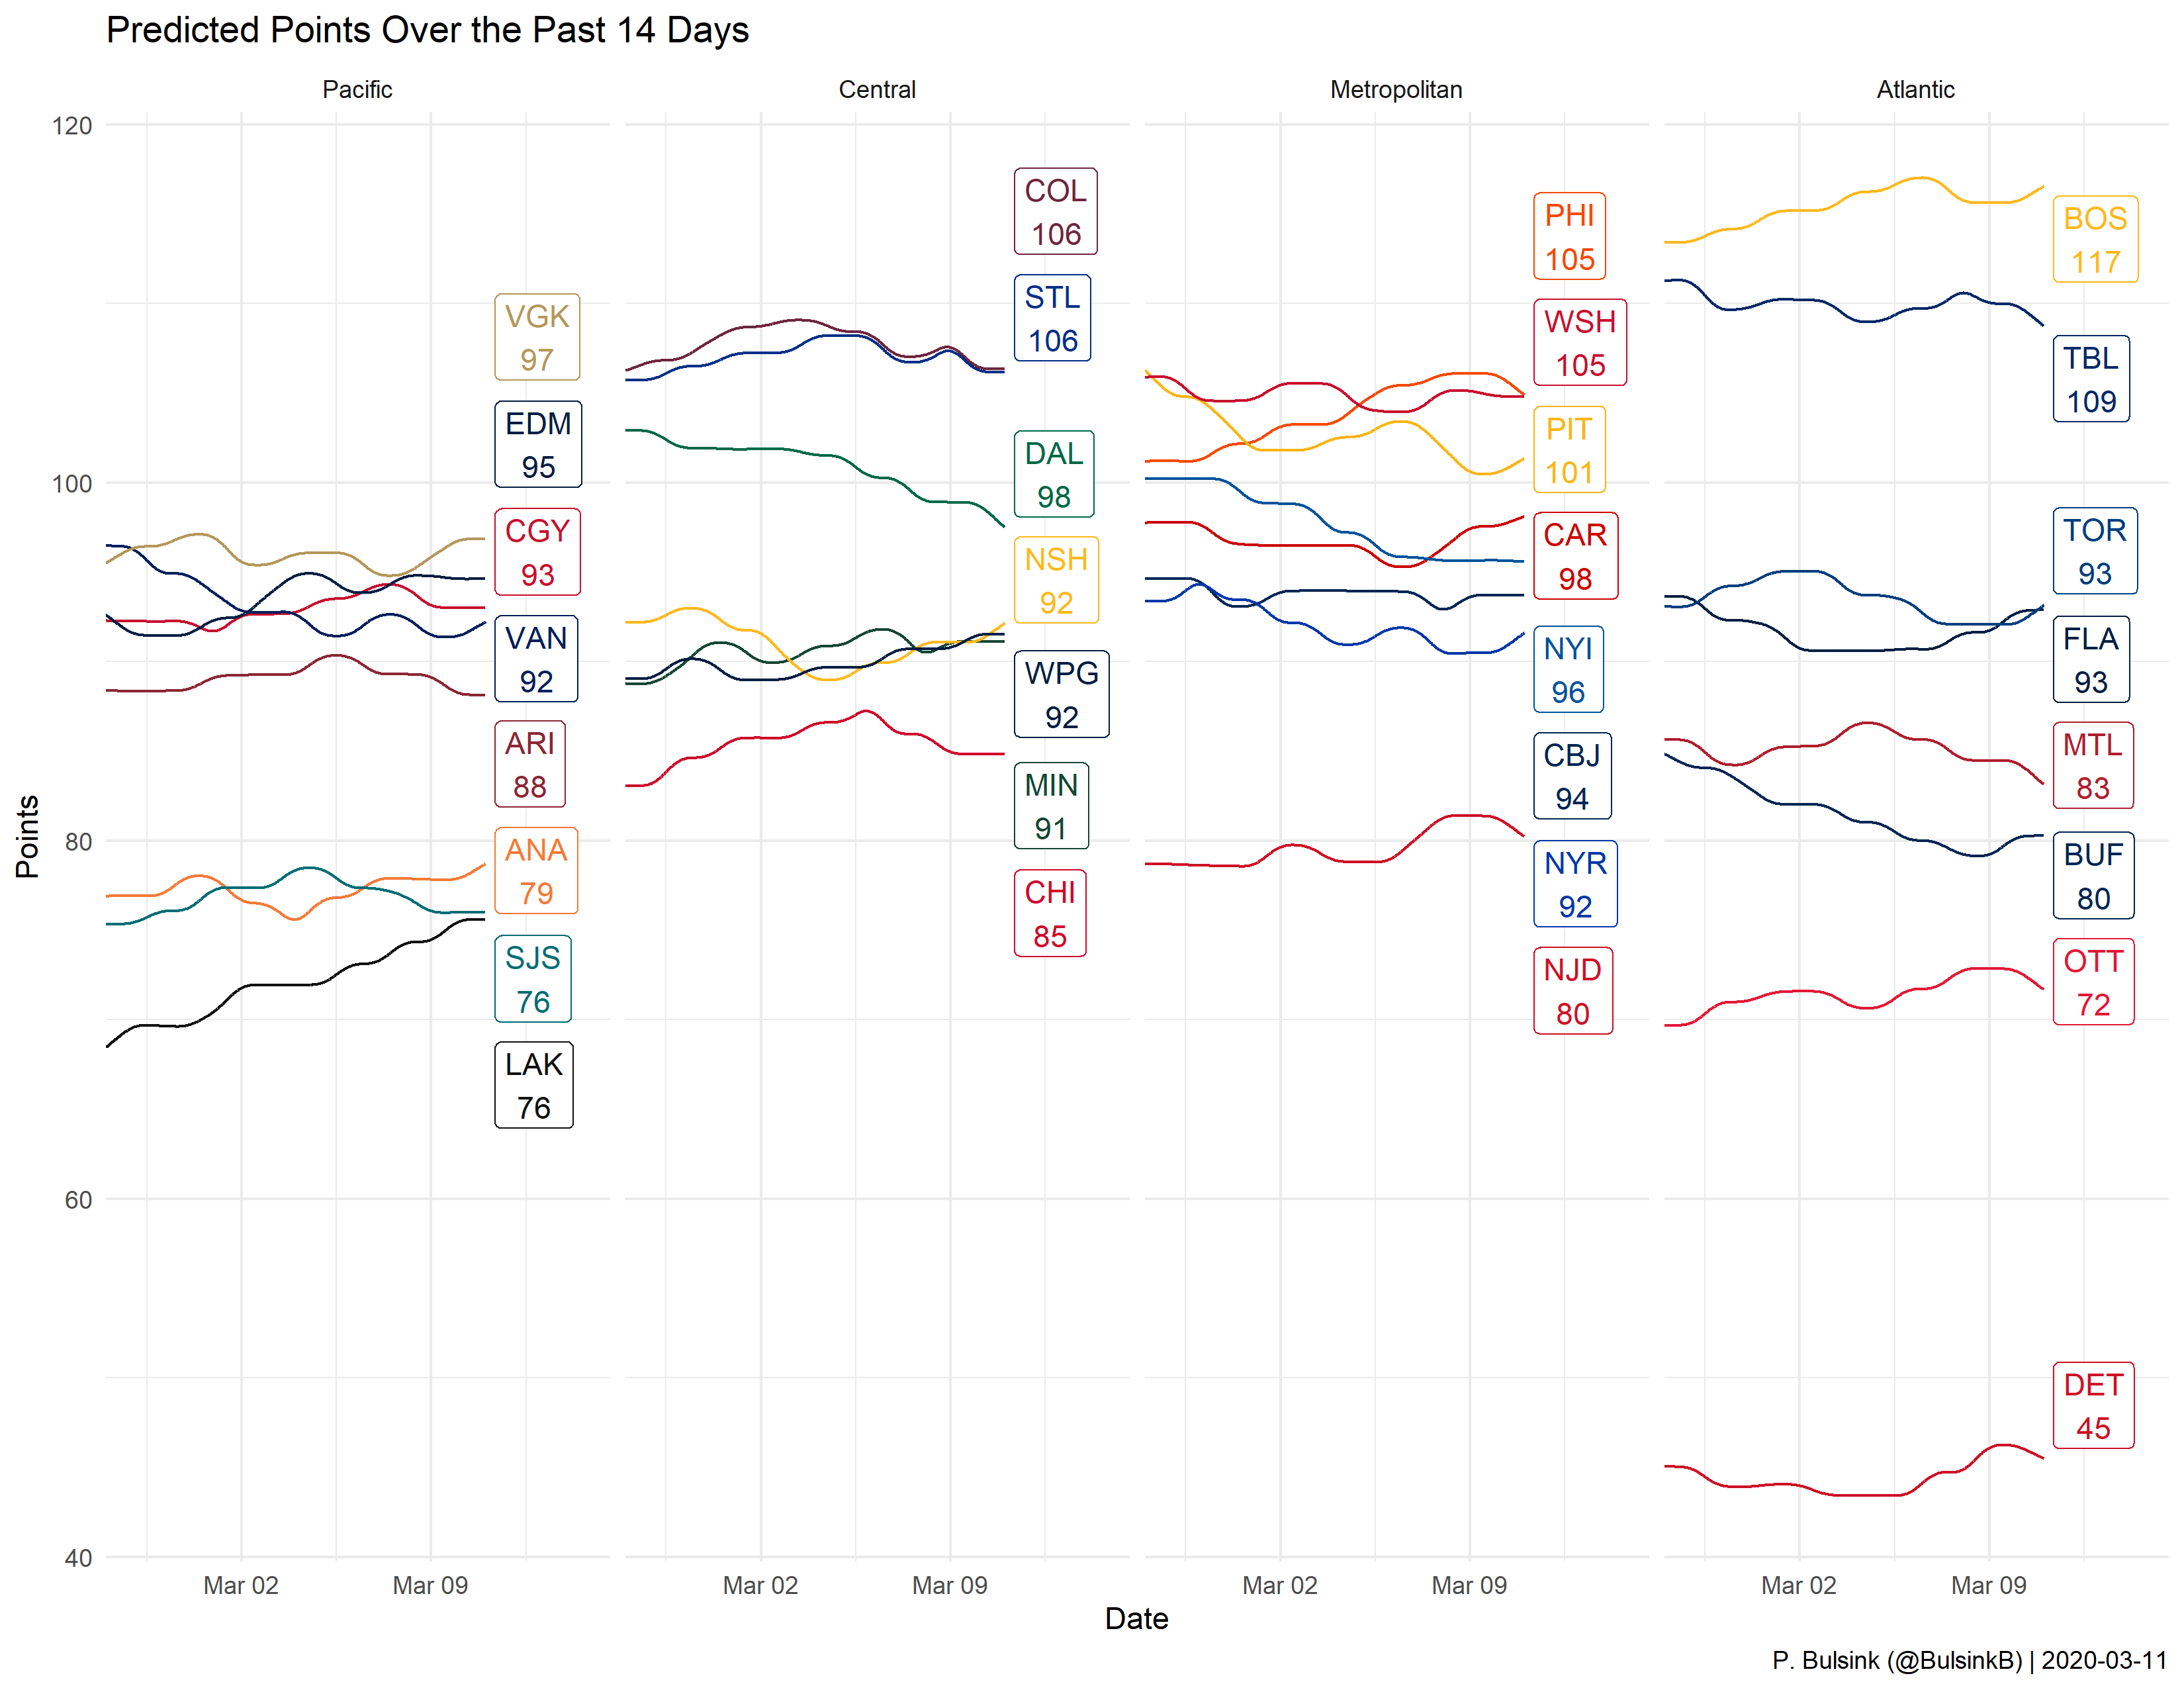 Predicted Points Over the Past 14 Days
Pacific
Central
Metropolitan
Atlantic
Points
120
100
80
60
40
VGK
97
EDM
95
CGY
93
VAN
92
ARI
88
ANA
79
SJS
76
LAK
76
COL
106
STL
106
DAL
98
NSH
92
WPG
92
MIN
91
CHI
85
PHI
105
WSH
105
PIT
101
CAR
98
NYI
96
CBJ
94
NYR
92
NJD
80
BOS
117
TBL
109
TOR
93
FLA
93
MTL
83
BUF
80
OTT
72
DET
45
Mar 02
Mar 09
Mar 02
Mar 09
Mar 02
Mar 09
Mar 02
Mar 09
Date
P. Bulsink (@BulsinkB) | 2020-03-11